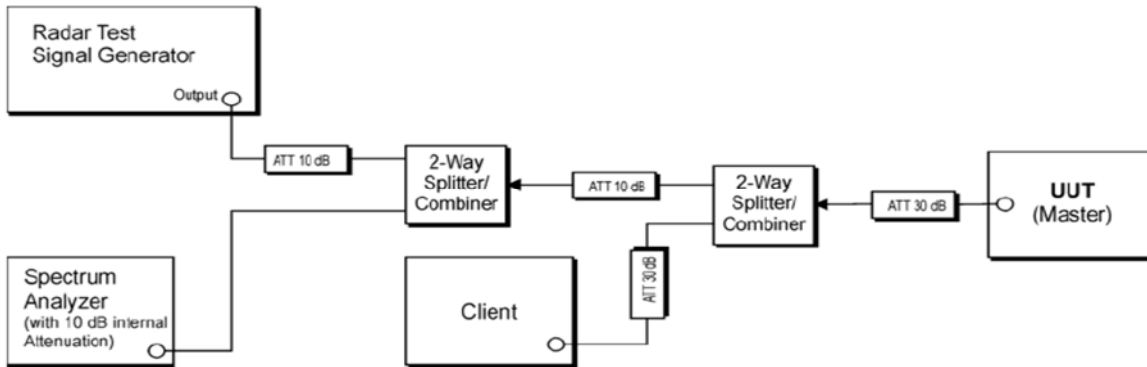 Radar Test
Signal Generator
Output
ATT 10 dB
2-Way
Splitter/
Combiner
ATT 10 dB
2-Way
Splitter/
Combiner
ATT 30 dB
UUT
(Master)
Spectrum
Analyzer
(with 10 dB internal
Attenuation)
Client
ATT 30 dB